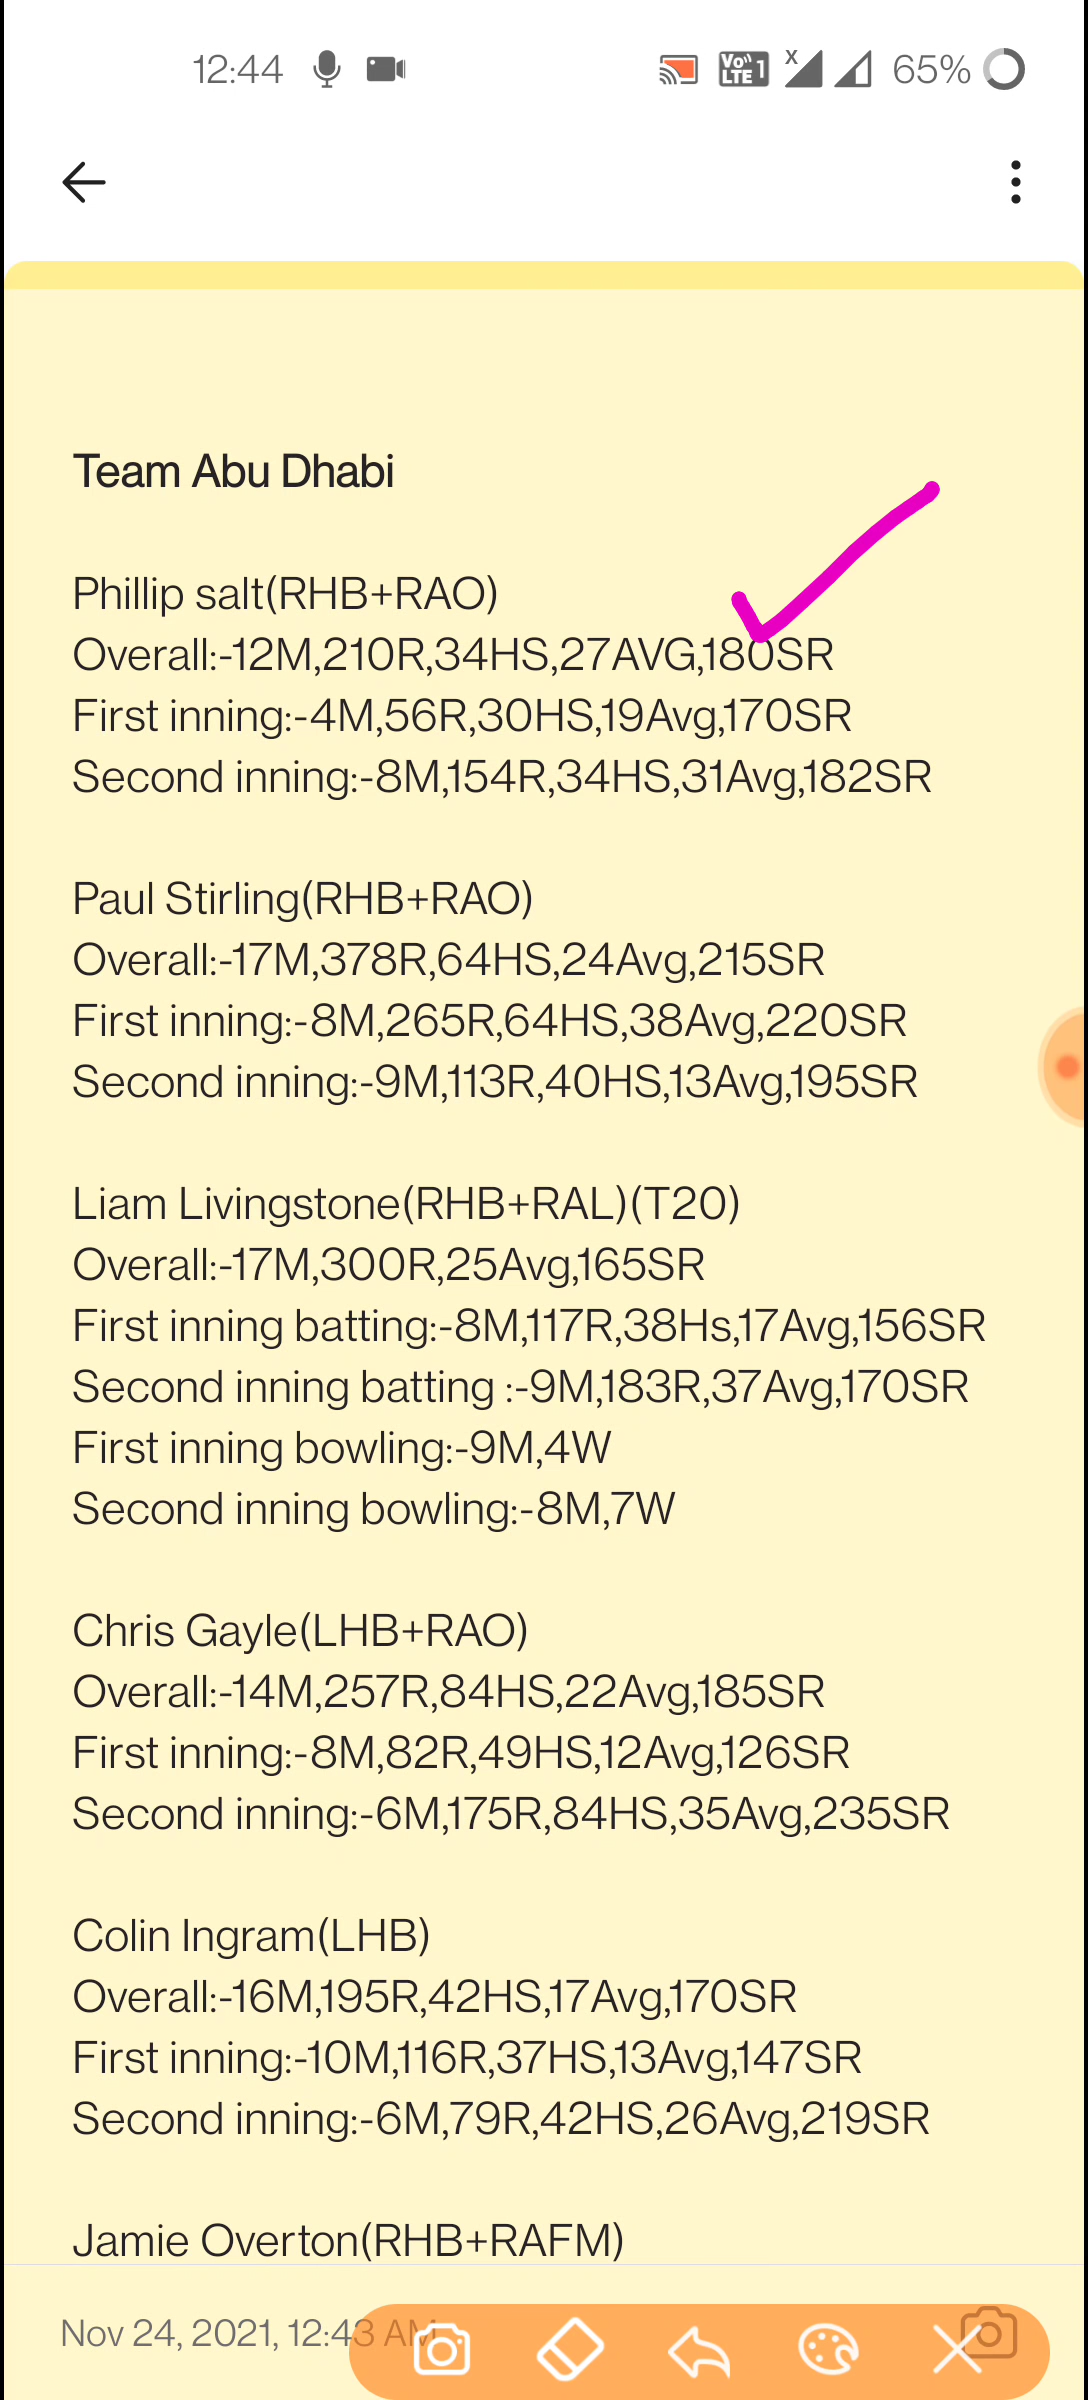 12:44
Vo)) LTE 1 x 65%
Team Abu Dhabi
Phillip salt(RHB+RAO)
Overall:-12M,210R,34HS,27AVG,180SR
First inning:-4M,56R,30HS,19Avg,170SR
Second inning:-8M,154R,34HS,31Avg,182SR
Paul Stirling(RHB+RAO)
Overall:-17M,378R,64HS,24Avg,215SR
First inning:-8M,265R,64HS,38Avg,220SR
Second inning:-9M,113R,40HS,13Avg,195SR
Liam Livingstone(RHB+RAL)(T20)
Overall:-17M,300R,25Avg,165SR
First inning batting:-8M,117R,38Hs,17Avg,156SR
Second inning batting :-9M,183R,37Avg,170SR
First inning bowling:-9M,4W
Second inning bowling:-8M,7W
Chris Gayle(LHB+RAO)
Overall:-14M,257R,84HS,22Avg,185SR
First inning:-8M,82R,49HS,12Avg,126SR
Second inning:-6M,175R,84HS,35Avg,235SR
Colin Ingram(LHB)
Overall:-16M,195R,42HS,17Avg,170SR
First inning:-10M,116R,37HS,13Avg,147SR
Second inning:-6M,79R,42HS,26Avg,219SR
Jamie Overton(RHB+RAFM)
Nov 24, 2021, 12:43 AM